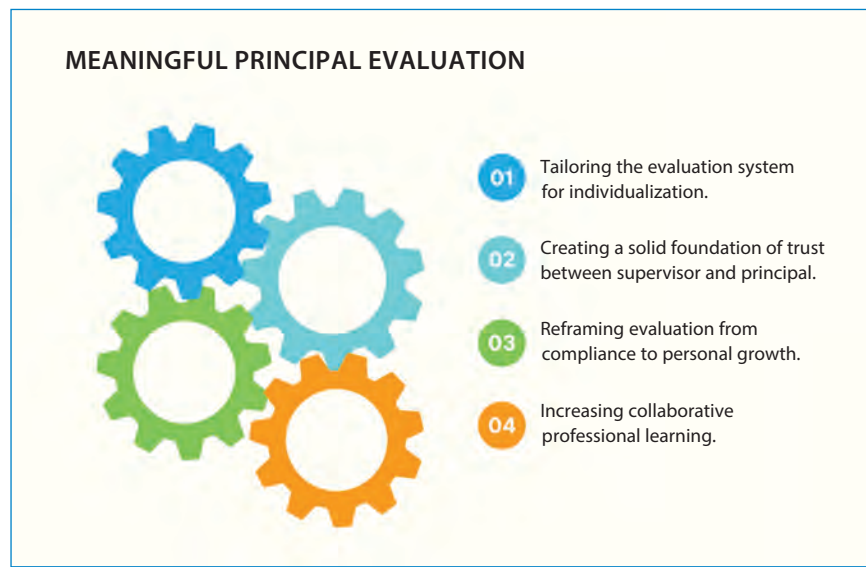 MEANINGFUL PRINCIPAL EVALUATION
01
Tailoring the evaluation system
for individualization.
02
Creating a solid foundation of trust
between supervisor and principal.
03
Reframing evaluation from
compliance to personal growth.
04
Increasing collaborative
professional learning.